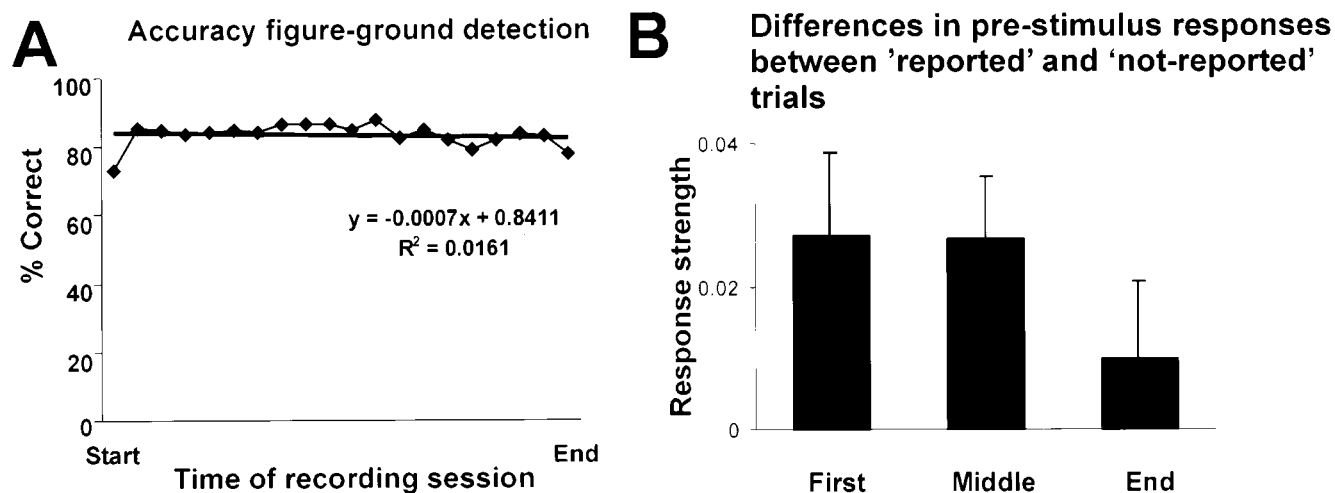 A
Accuracy figure-ground detection
% Correct
100
80
60
40
20
0
y = -0.0007x + 0.8411
R² = 0.0161
Start
End
Time of recording session
B
Differences in pre-stimulus responses
between 'reported' and 'not-reported'
trials
Response strength
0.04
0.02
0
First
Middle
End